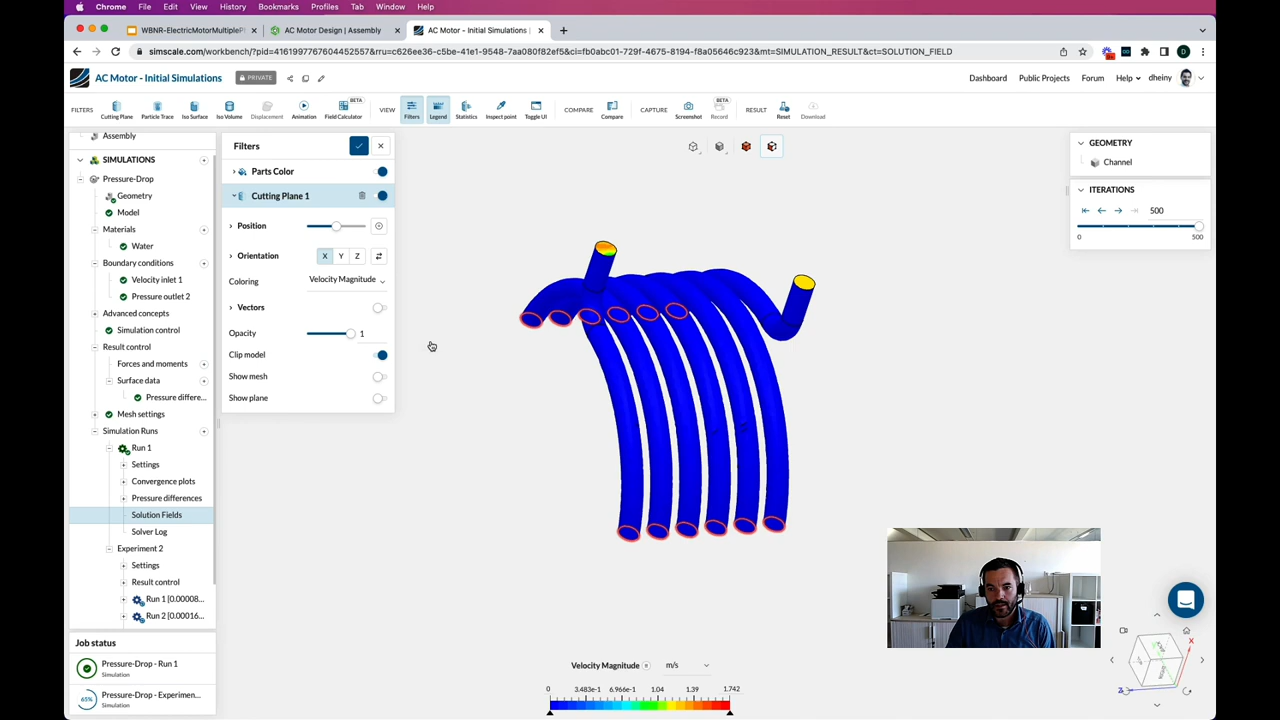 Chrome File Edit View History Bookmarks Profiles Tab Window Help
WBNR-ElectricMotorMultipleP
AC Motor Design | Assembly
AC Motor - Initial Simulations |
simscale.com/workbench/?pid=4161997767604452557&rru=c626ee36-c5be-41e1-9548-7aa080f82ef5&ci=fb0abc01-729f-4675-8194-f8a05646c923&mt=SIMULATION_RESULT&ct=SOLUTION_FIELD
D
AC Motor - Initial Simulations
PRIVATE
Dashboard Public Projects Forum Help dheiny
FILTERS
Cutting Plane
Particle Trace
Iso Surface
Iso Volume
Displacement
Animation
BETA
Field Calculator
VIEW
Filters
Legend
Statistics
Inspect point
Toggle UI
COMPARE
Compare
CAPTURE
Screenshot
BETA
Record
RESULT
Reset
Download
Assembly
SIMULATIONS
Pressure-Drop
Geometry
Model
Materials
Water
Boundary conditions
Velocity inlet 1
Pressure outlet 2
Advanced concepts
Simulation control
Result control
Forces and moments
Surface data
Pressure differe...
Mesh settings
Simulation Runs
Run 1
Settings
Convergence plots
Pressure differences
Solution Fields
Solver Log
Experiment 2
Settings
Result control
Run 1 [0.00008...
Run 2 [0.00016...
Job status
Pressure-Drop - Run 1
Simulation
65%
Pressure-Drop - Experimen...
Simulation
Filters
Parts Color
Cutting Plane 1
Position
Orientation X Y Z
Coloring Velocity Magnitude
Vectors
Opacity 1
Clip model
Show mesh
Show plane
GEOMETRY
Channel
ITERATIONS
500
0 500
Velocity Magnitude m/s
0 3.483e-1 6.966e-1 1.04 1.39 1.742
X
Z